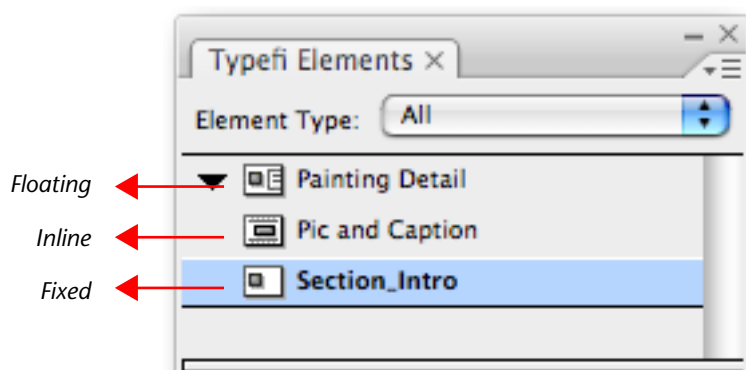 Typefi Elements ×
Element Type: All
Floating Painting Detail
Inline Pic and Caption
Fixed Section_Intro